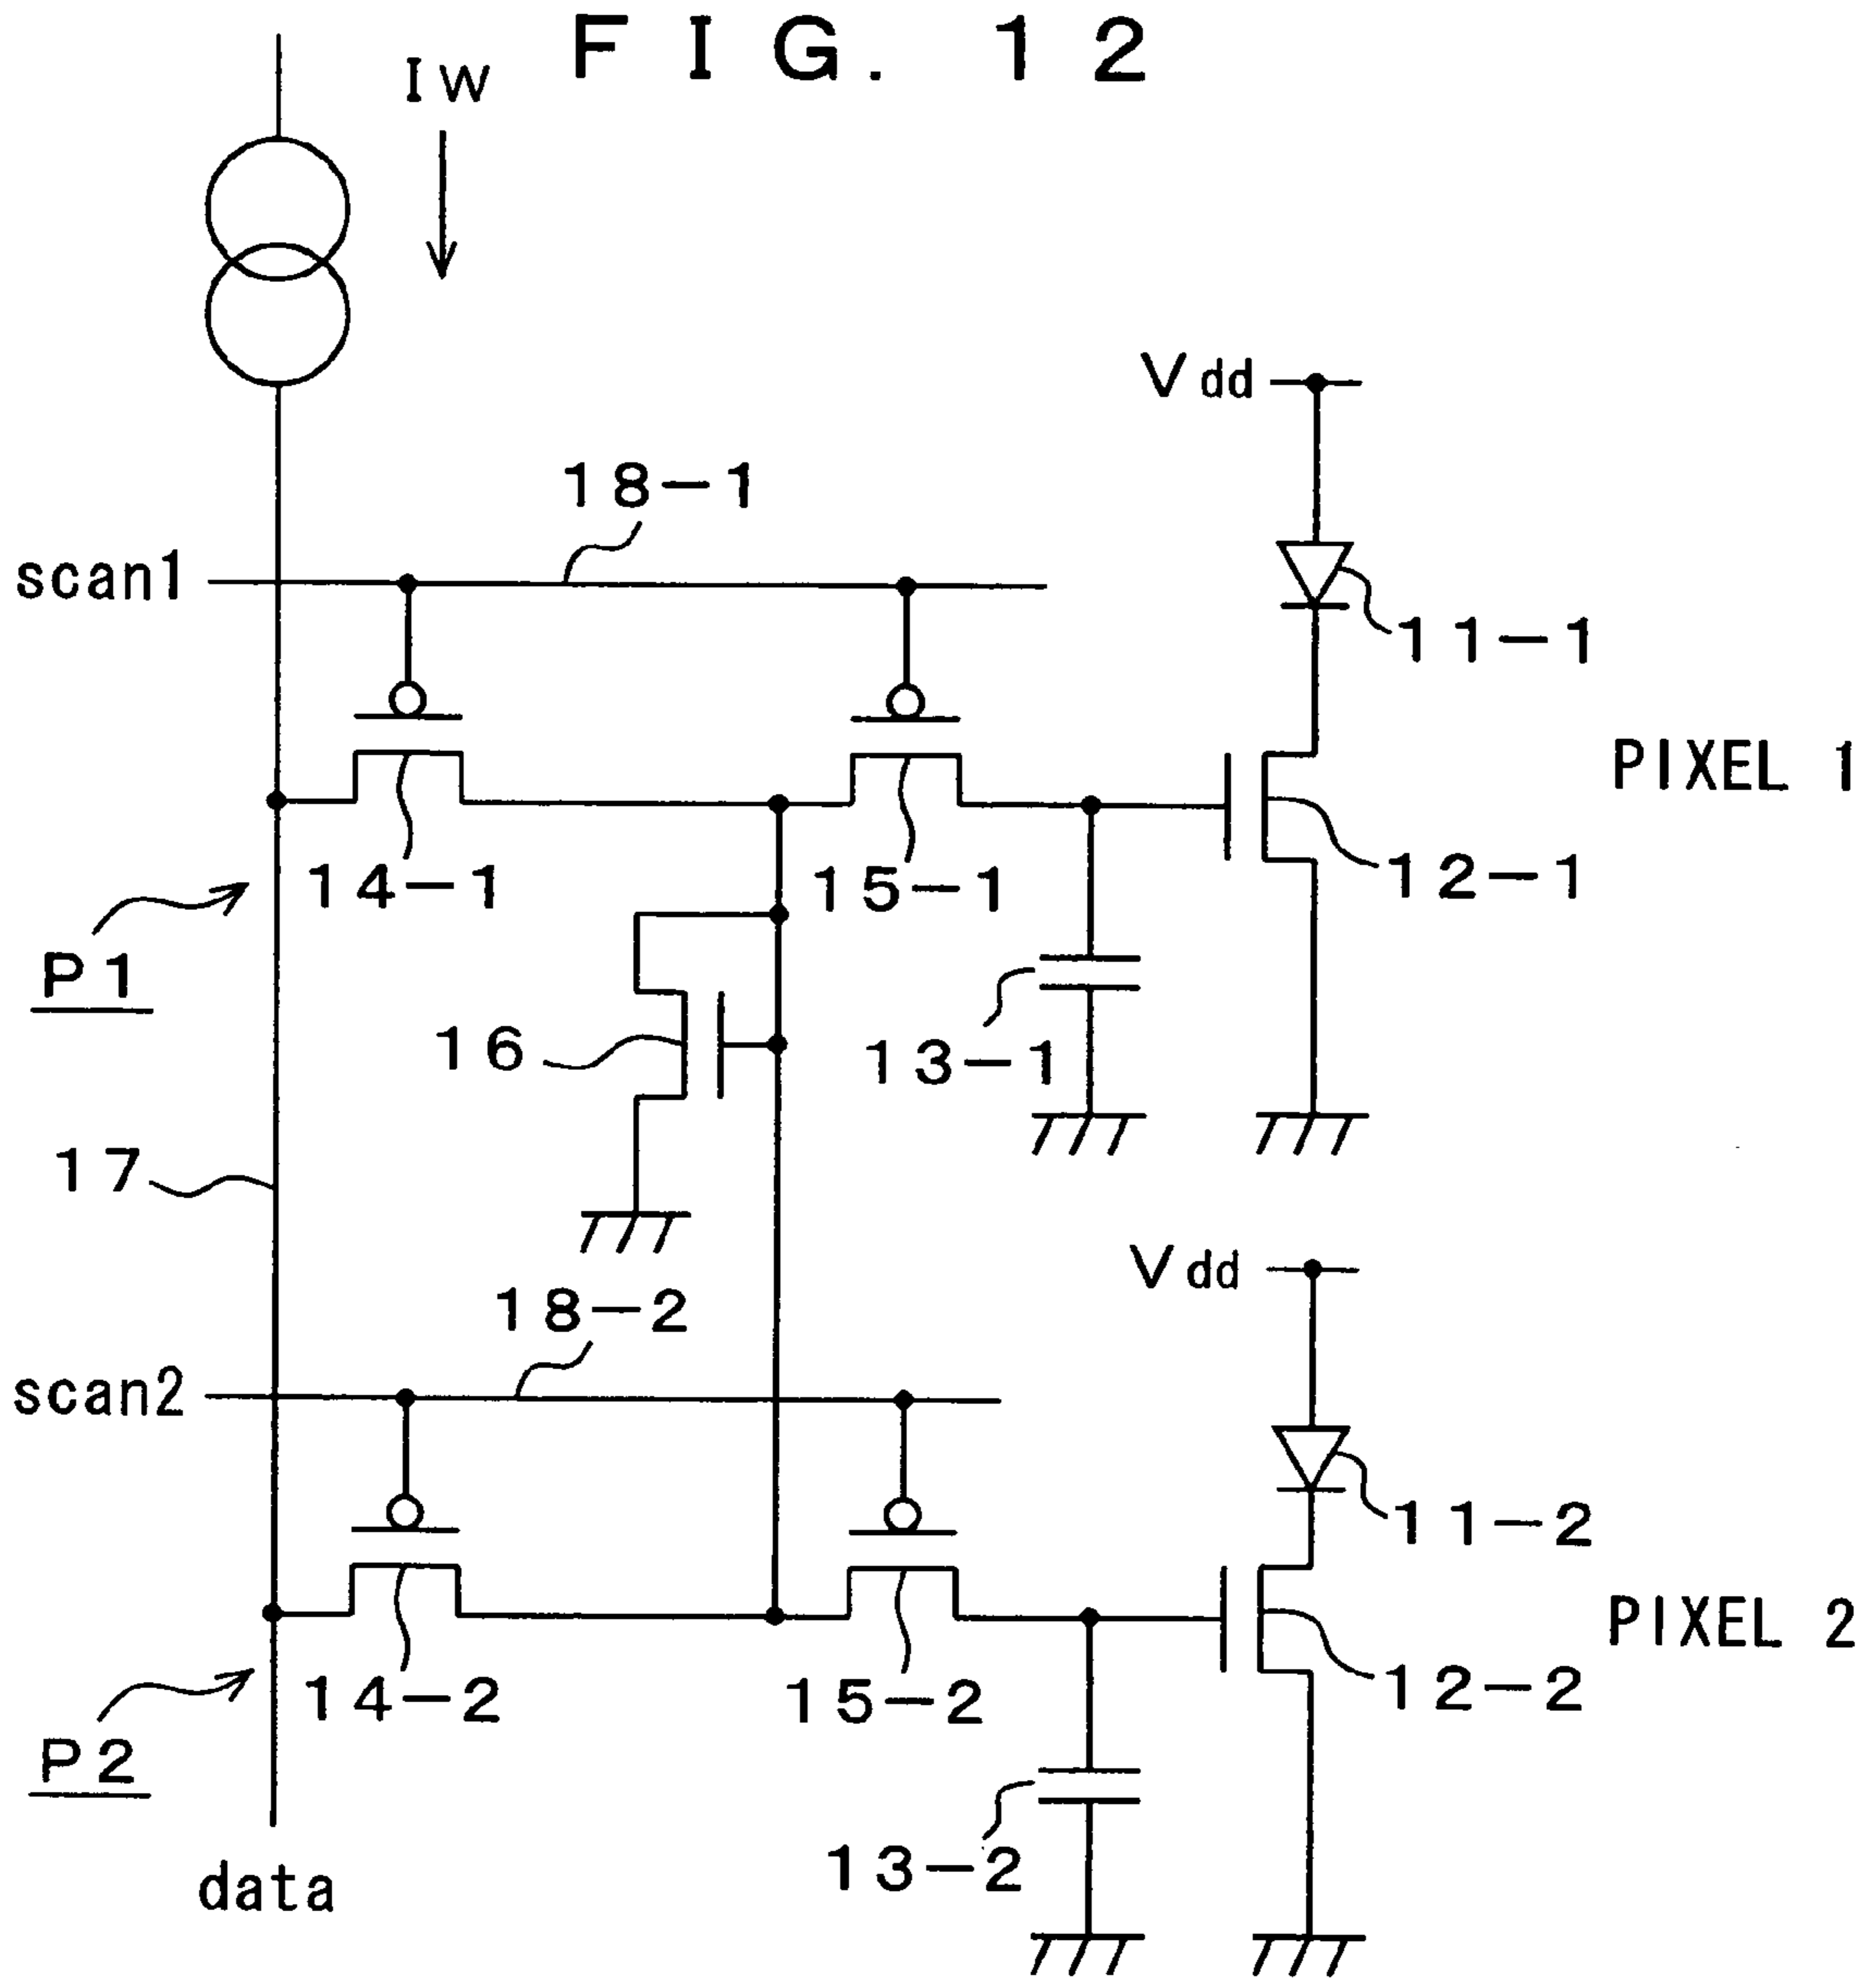 FIG. 12
IW
Vdd
18-1
scan1
11-1
PIXEL 1
14-1
15-1
12-1
P1
16
13-1
17
Vdd
18-2
scan2
11-2
PIXEL 2
14-2
15-2
12-2
P2
13-2
data